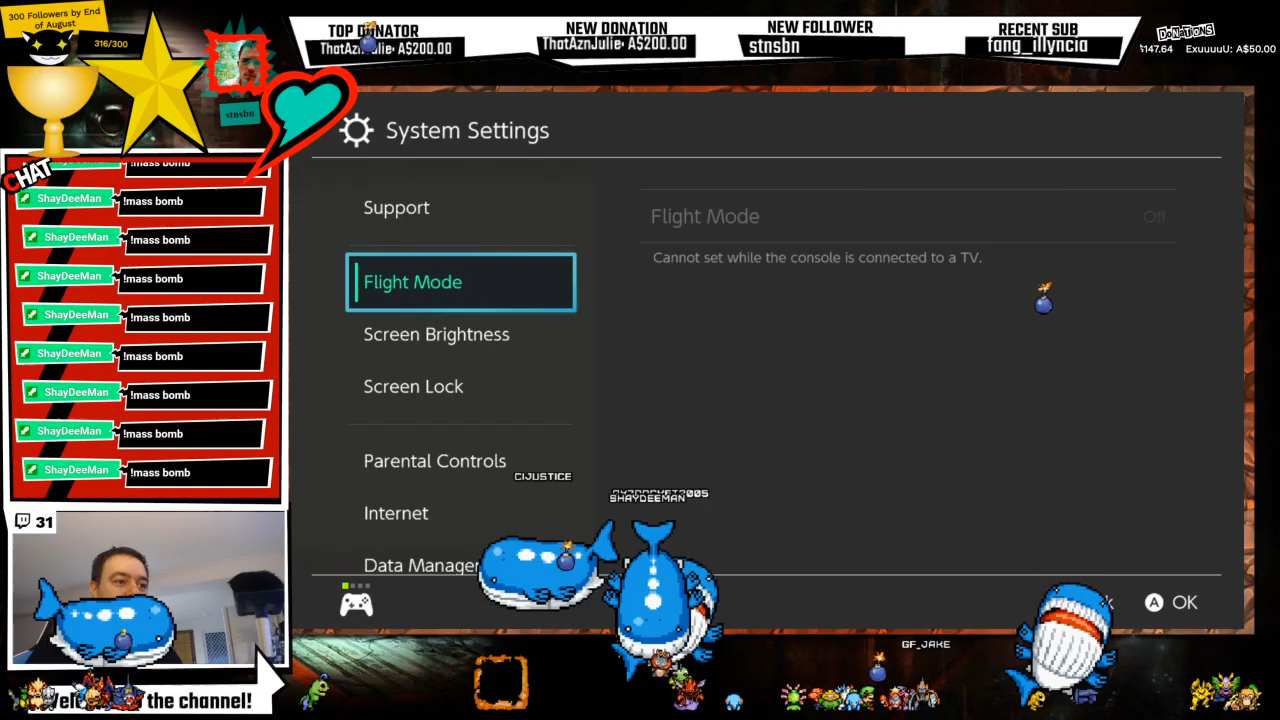 300 Followers by End
of August
316/300
TOP DONATOR
NEW DONATION
ThotAznJulie: A$200.00
NEW FOLLOWER
stnsbn
RECENT SUB
fang_illyncia
DONATIONS
$147.64 ExuuuuU: A$50.00
stnsbn
CHAT
!mass bomb
ShayDeeMan !mass bomb
ShayDeeMan !mass bomb
ShayDeeMan !mass bomb
ShayDeeMan !mass bomb
ShayDeeMan !mass bomb
ShayDeeMan !mass bomb
ShayDeeMan !mass bomb
ShayDeeMan !mass bomb
31
System Settings
Support
Flight Mode
Screen Brightness
Screen Lock
Parental Controls
Internet
Data Manage
Flight Mode Off
Cannot set while the console is connected to a TV.
CIJUSTICE
SHAYDEEMAN
A OK
GF_JAKE
the channel!